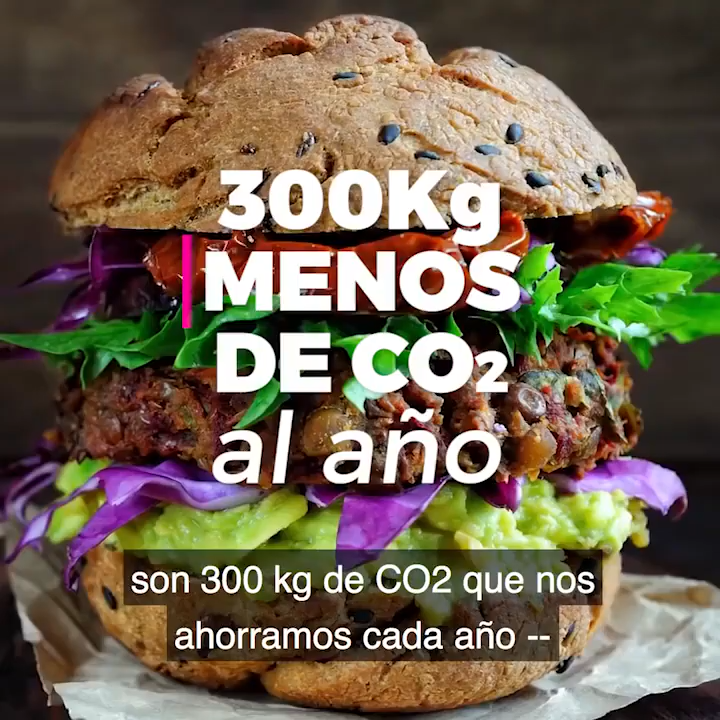 300Kg
MENOS
DE CO₂
al año
son 300 kg de CO2 que nos
ahorramos cada año --